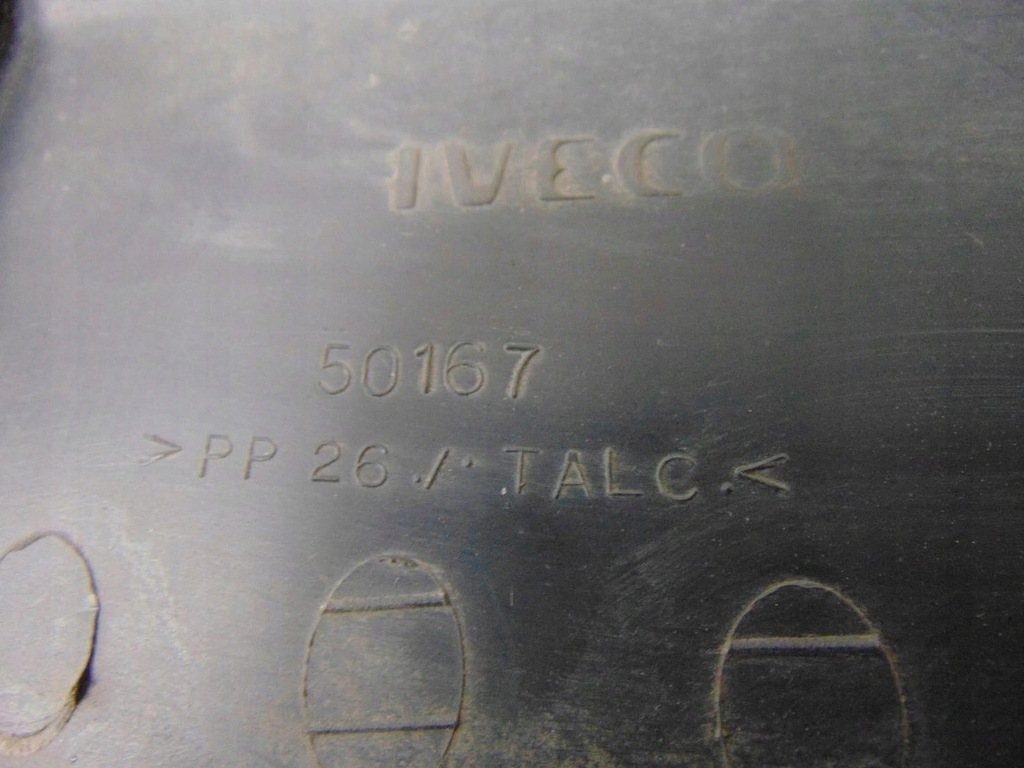 IVECO
50167
>PP 26 ./· TALC.<